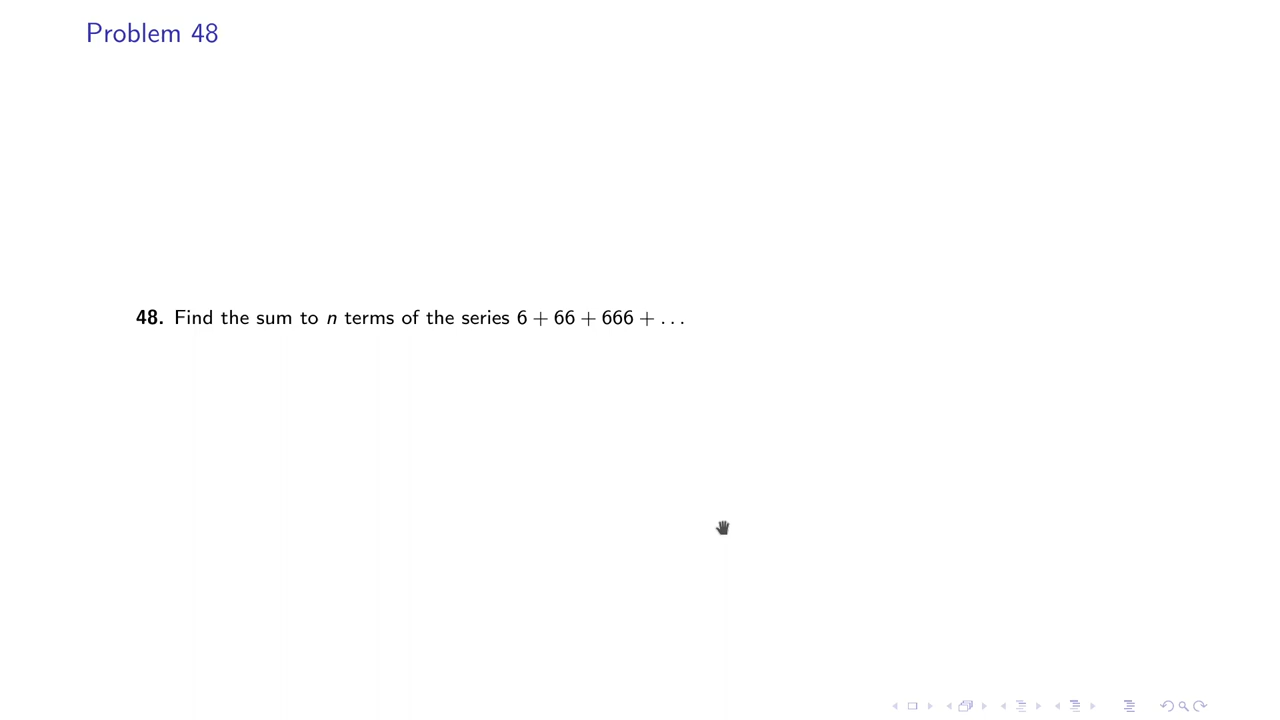 Problem 48
48. Find the sum to n terms of the series 6 + 66 + 666 + . . .